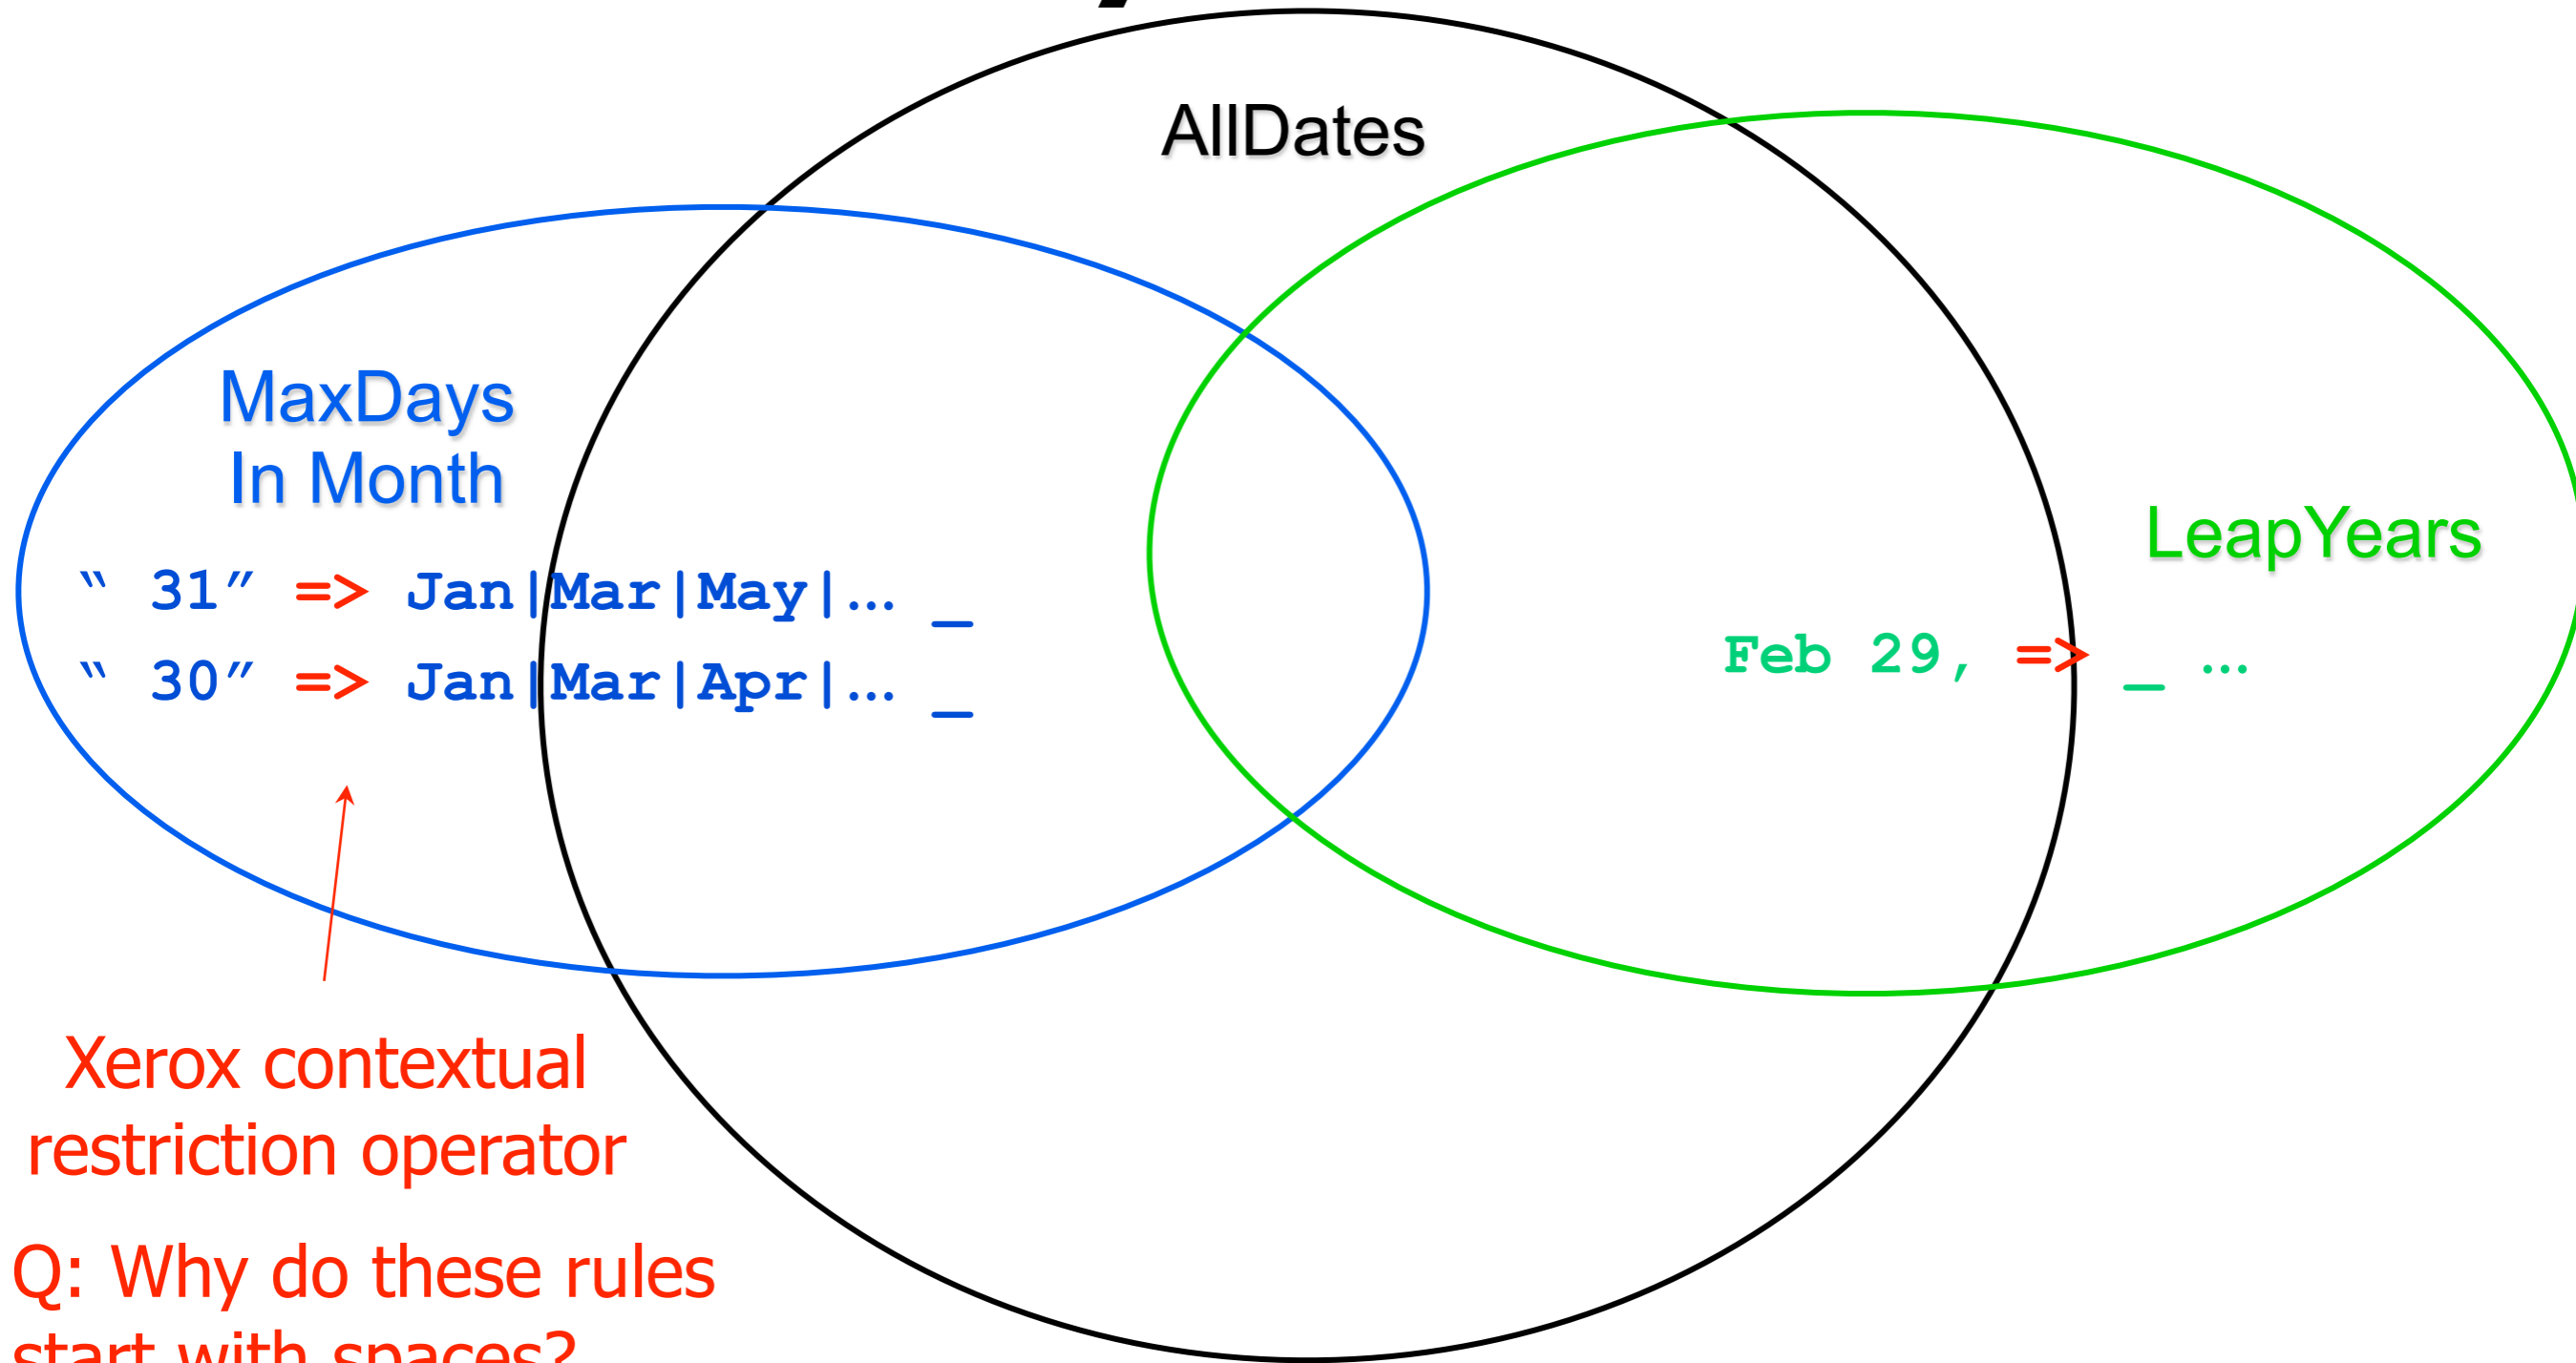 AllDates
MaxDays
In Month
“ 31” => Jan|Mar|May|… _
“ 30” => Jan|Mar|Apr|… _
LeapYears
Feb 29, => _ …
Xerox contextual
restriction operator
Q: Why do these rules
start with spaces?